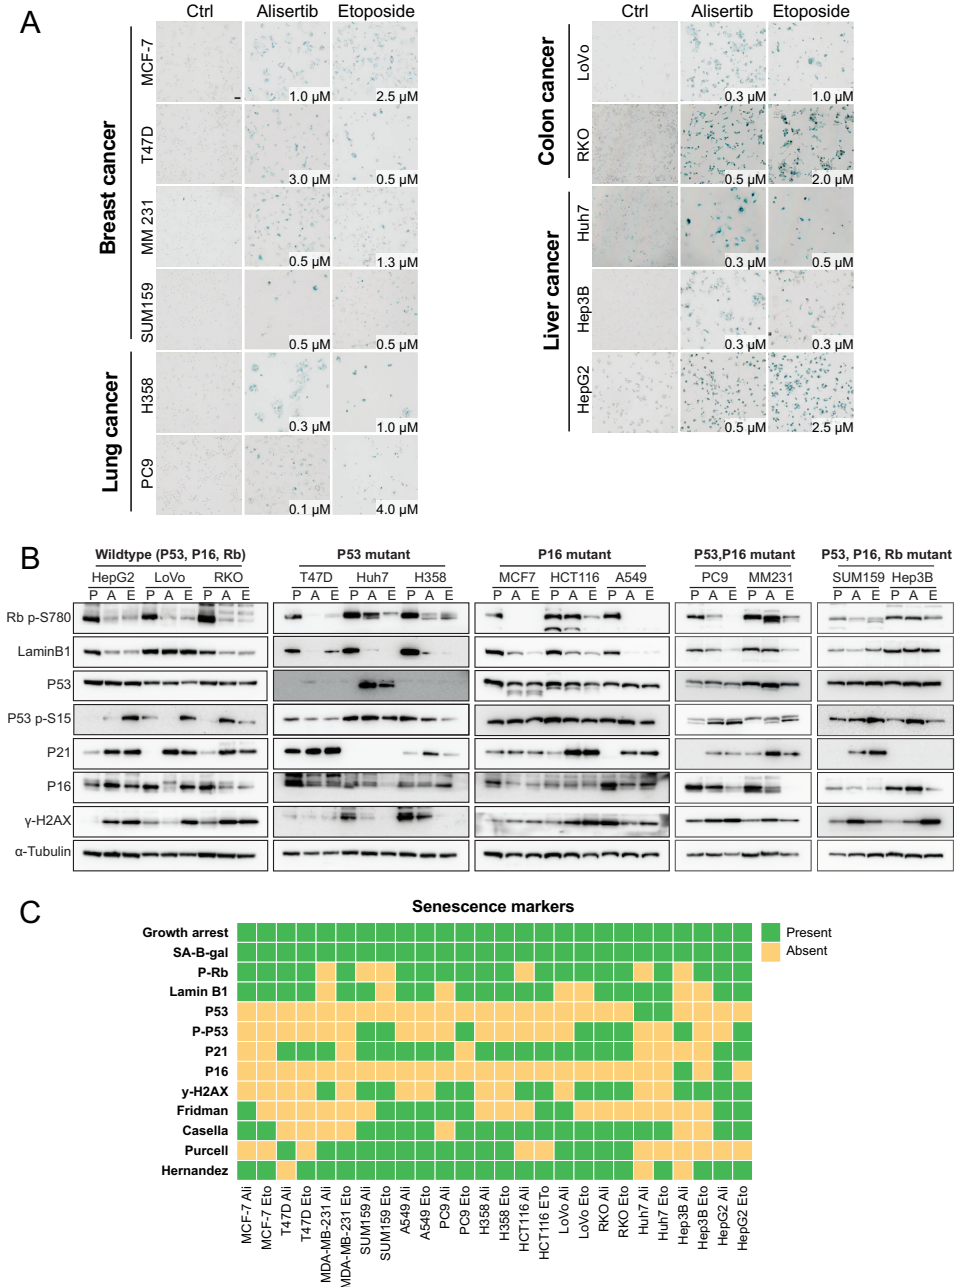 A
Ctrl Alisertib Etoposide
Breast cancer
MCF-7
1.0 µM 2.5 µM
T47D
3.0 µM 0.5 µM
MM 231
0.5 µM 1.3 µM
SUM159
0.5 µM 0.5 µM
Lung cancer
H358
0.3 µM 1.0 µM
PC9
0.1 µM 4.0 µM
Ctrl Alisertib Etoposide
Colon cancer
LoVo
0.3 µM 1.0 µM
RKO
0.5 µM 2.0 µM
Liver cancer
Huh7
0.3 µM 0.5 µM
Hep3B
0.3 µM 0.3 µM
HepG2
0.5 µM 2.5 µM
B
Wildtype (P53, P16, Rb) P53 mutant P16 mutant P53,P16 mutant P53, P16, Rb mutant
HepG2 LoVo RKO T47D Huh7 H358 MCF7 HCT116 A549 PC9 MM231 SUM159 Hep3B
P A E P A E P A E P A E P A E P A E P A E P A E P A E P A E P A E P A E P A E
Rb p-S780
LaminB1
P53
P53 p-S15
P21
P16
γ-H2AX
α-Tubulin
C
Senescence markers
Growth arrest
SA-B-gal
P-Rb
Lamin B1
P53
P-P53
P21
P16
y-H2AX
Fridman
Casella
Purcell
Hernandez
Present
Absent
MCF-7 Ali
MCF-7 Eto
T47D Ali
T47D Eto
MDA-MB-231 Ali
MDA-MB-231 Eto
SUM159 Ali
SUM159 Eto
A549 Ali
A549 Eto
PC9 Ali
PC9 Eto
H358 Ali
H358 Eto
HCT116 Ali
HCT116 ETo
LoVo Ali
LoVo Eto
RKO Ali
RKO Eto
Huh7 Ali
Huh7 Eto
Hep3B Ali
Hep3B Eto
HepG2 Ali
HepG2 Eto